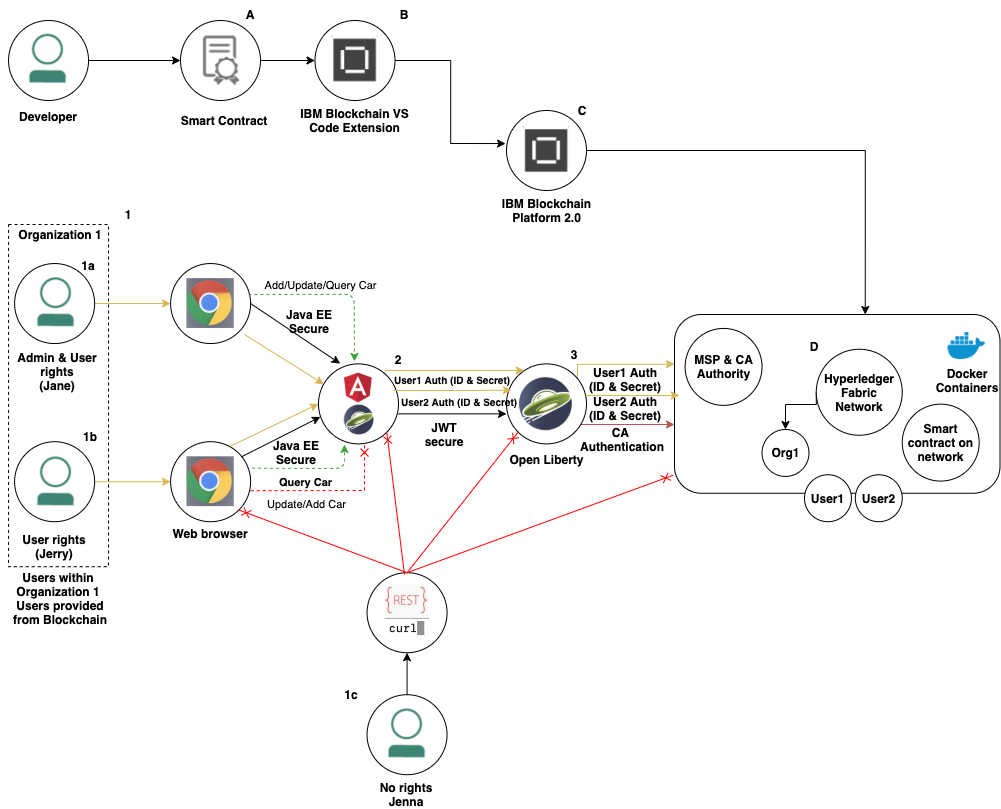 A
B
Developer
Smart Contract
IBM Blockchain VS
Code Extension
C
IBM Blockchain
Platform 2.0
1
Organization 1
1a
Admin & User
rights
(Jane)
Add/Update/Query Car
Java EE
Secure
2
User1 Auth (ID & Secret)
User2 Auth (ID & Secret)
JWT
secure
3
User1 Auth
(ID & Secret)
User2 Auth
(ID & Secret)
CA
Authentication
Open Liberty
MSP & CA
Authority
D
Hyperledger
Fabric
Network
Docker
Containers
Org1
Smart
contract on
network
User1
User2
1b
User rights
(Jerry)
Java EE
Secure
Query Car
Update/Add Car
Web browser
Users within
Organization 1
Users provided
from Blockchain
{REST}
curl
1c
No rights
Jenna